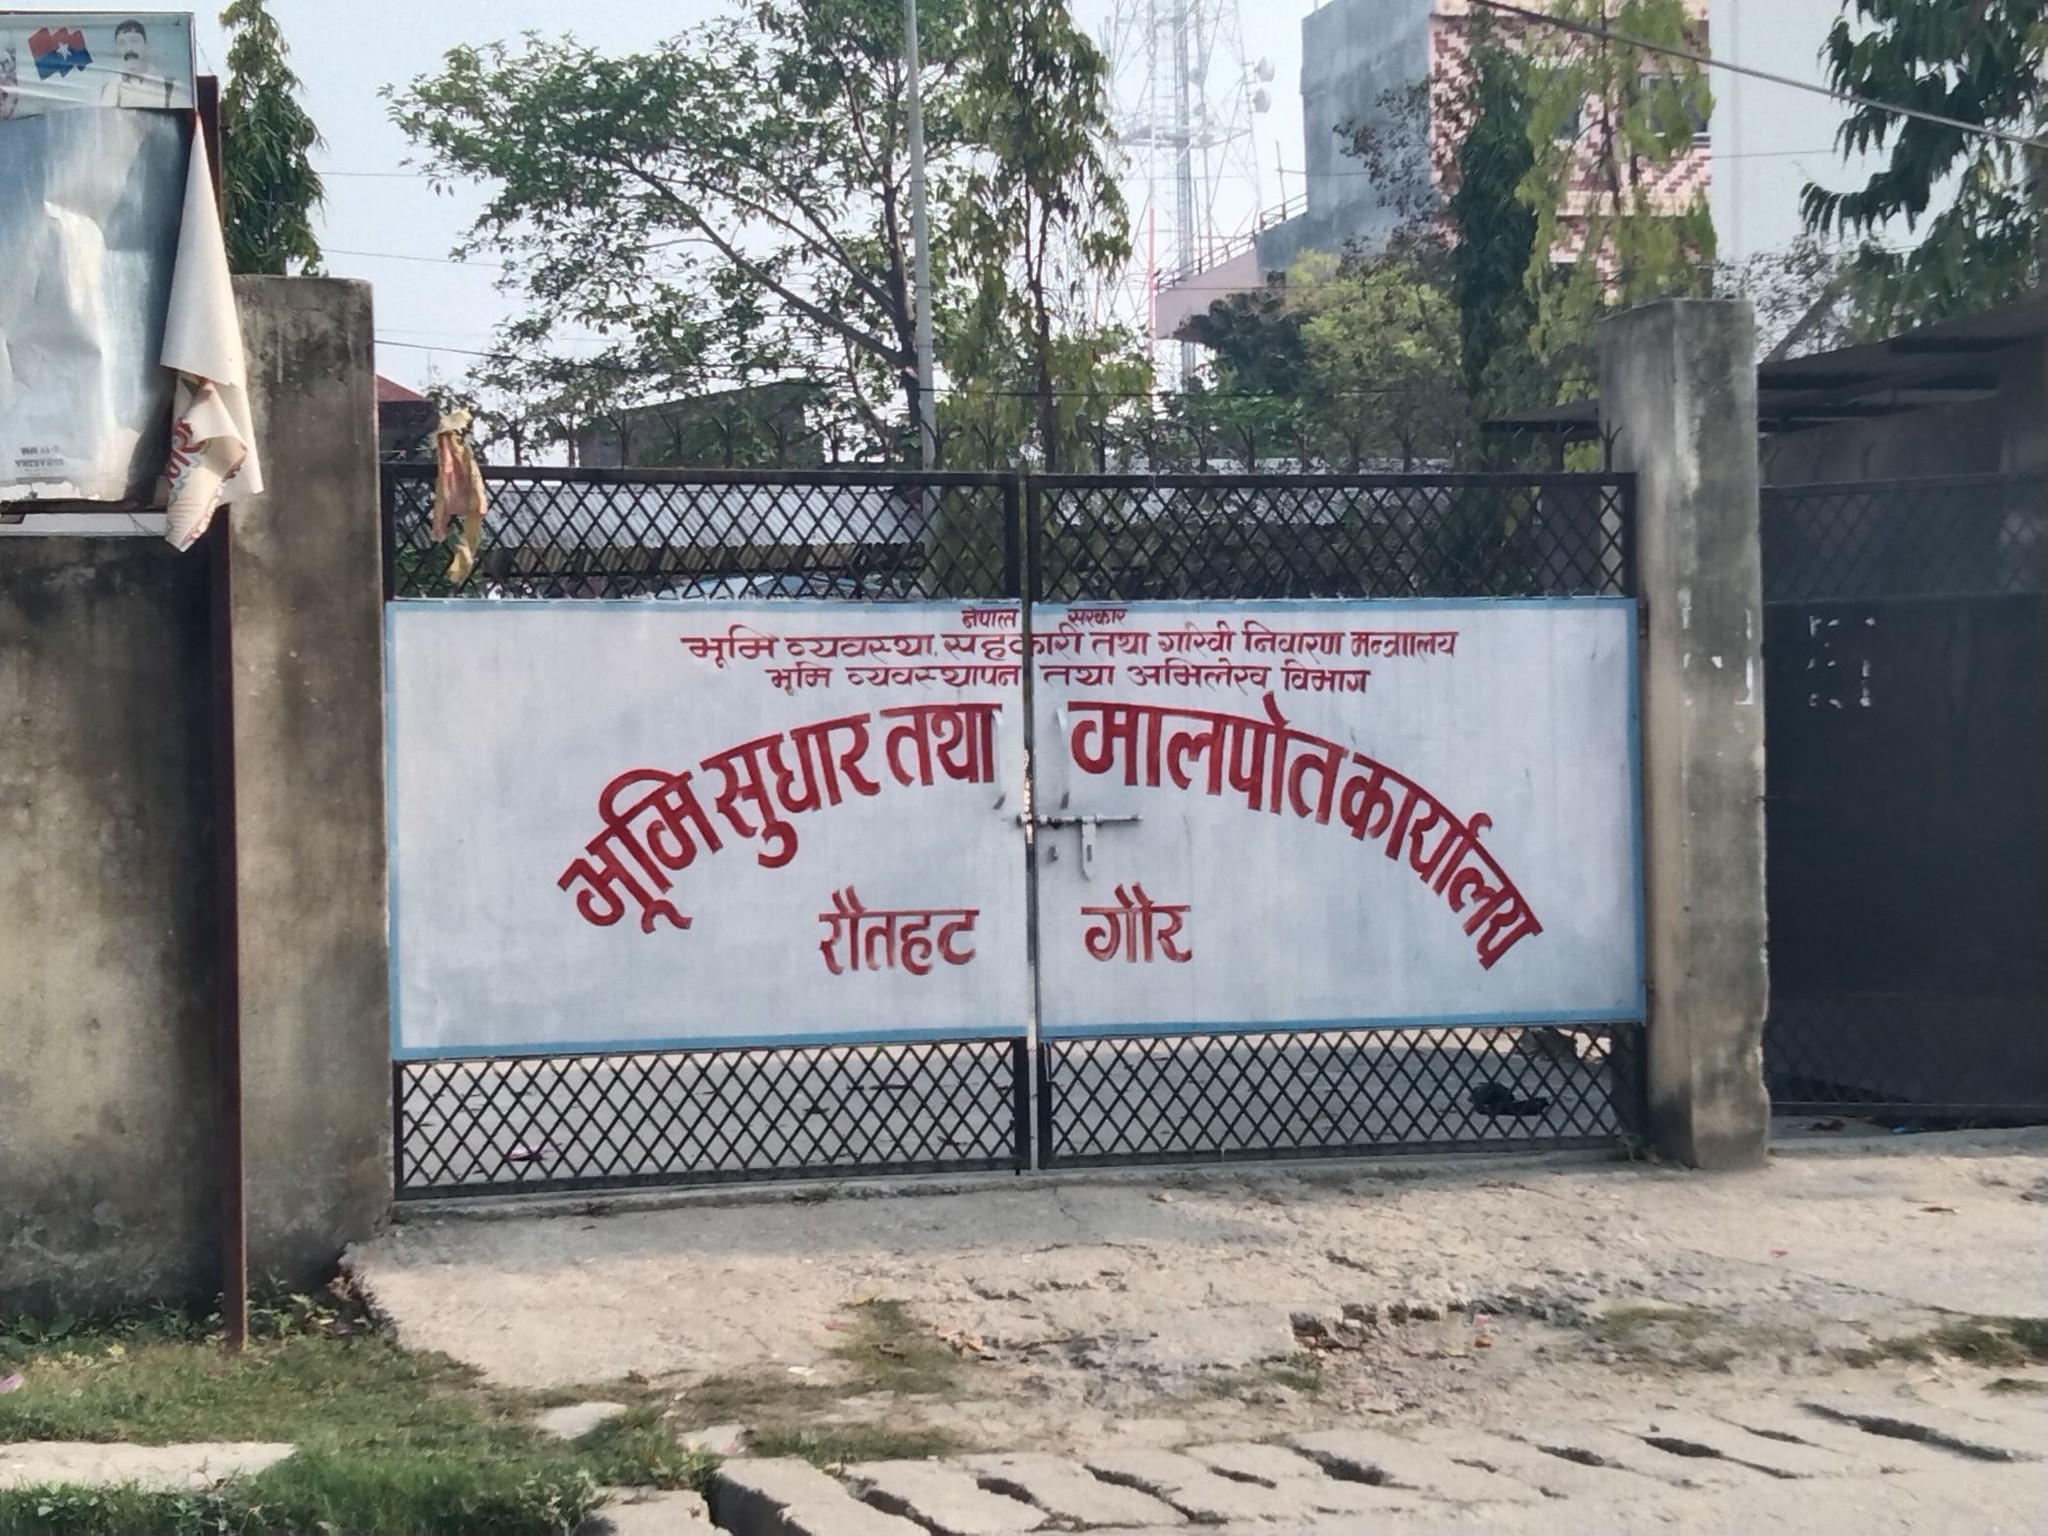 नेपाल सरकार
भूमि व्यवस्था, सहकारी तथा गरिवी निवारण मन्त्राालय
भूमि व्यवस्थापन तथा अभिलेख विभाग
भूमि सुधार तथा मालपोत कार्यालय
रौतहट गौर